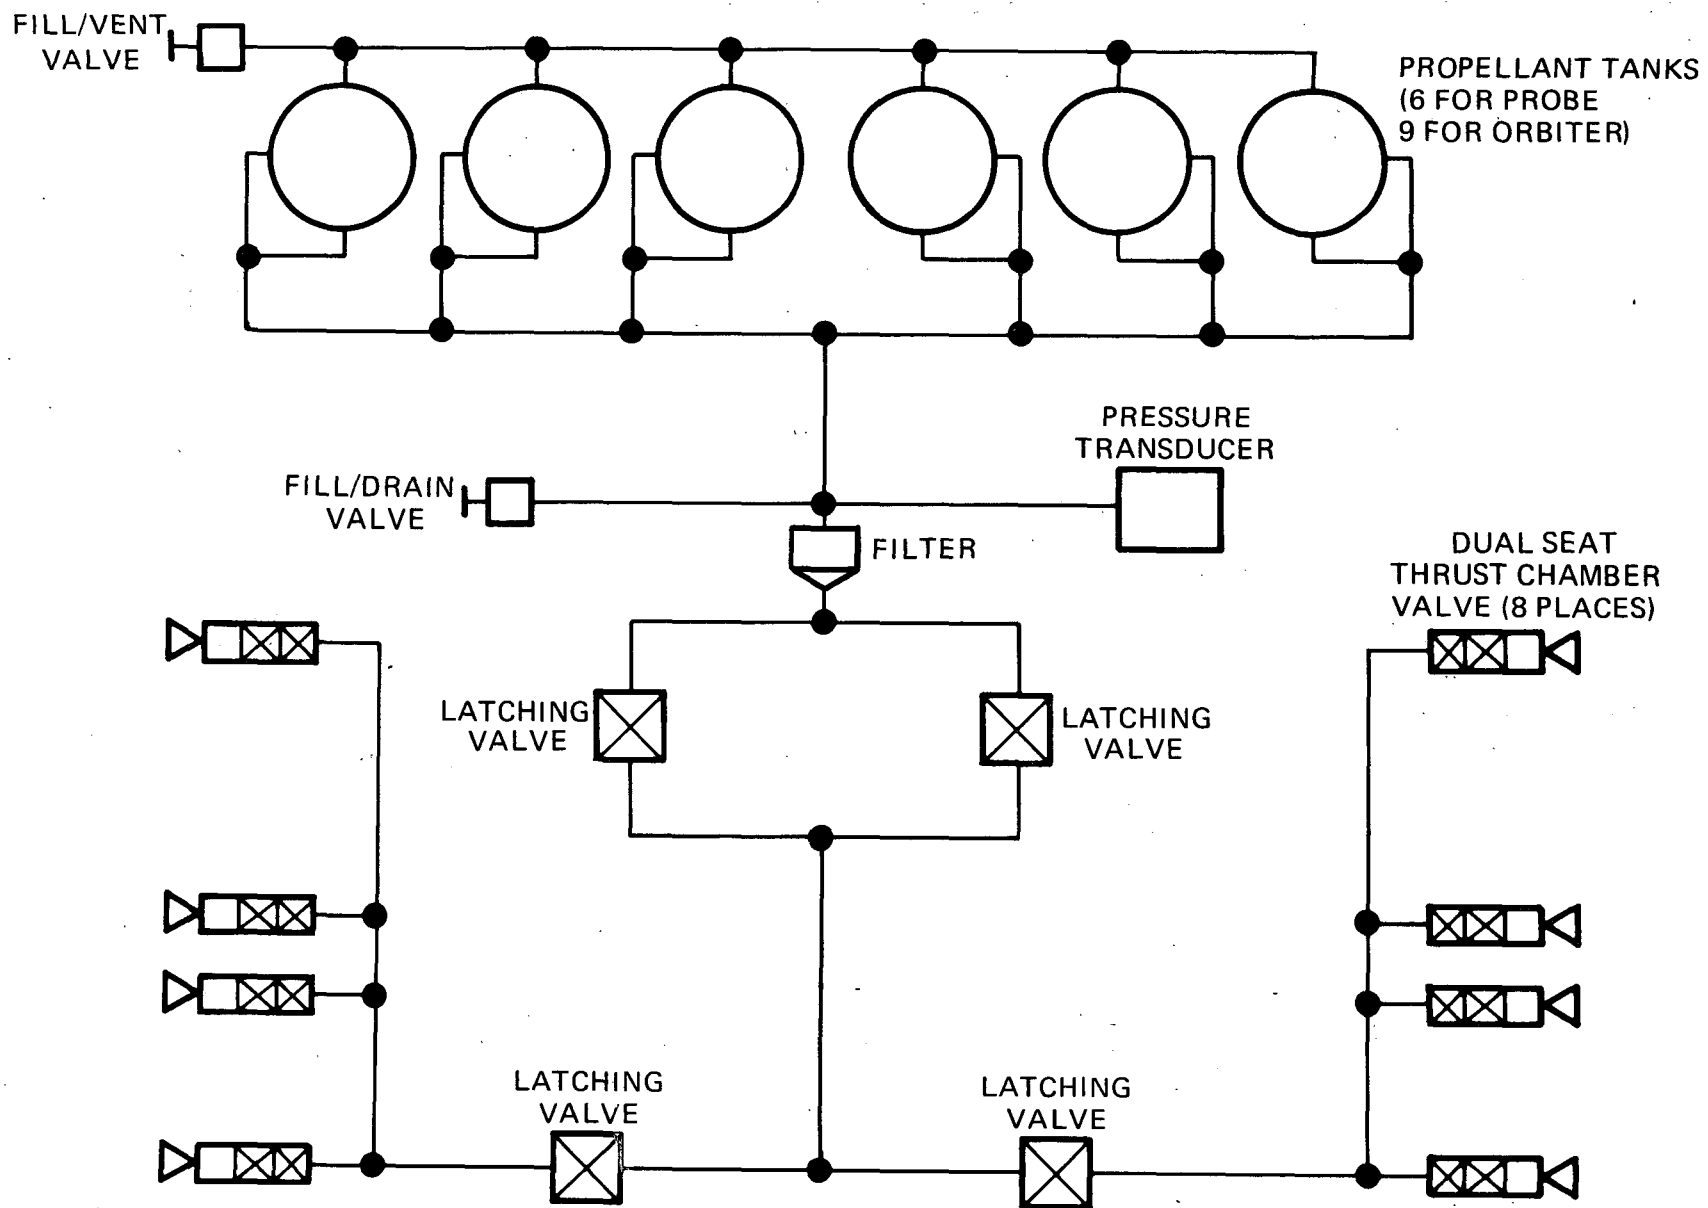 FILL/VENT
VALVE
PROPELLANT TANKS
(6 FOR PROBE
9 FOR ORBITER)
PRESSURE
TRANSDUCER
FILL/DRAIN
VALVE
FILTER
DUAL SEAT
THRUST CHAMBER
VALVE (8 PLACES)
LATCHING
VALVE
LATCHING
VALVE
LATCHING
VALVE
LATCHING
VALVE